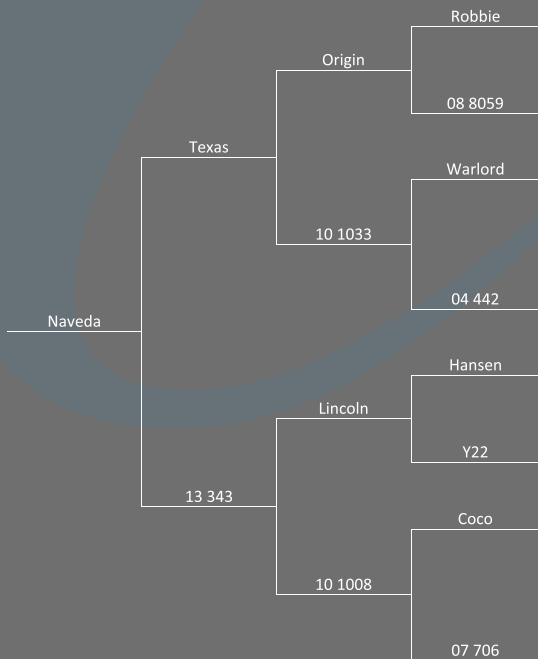 Robbie
Origin
08 8059
Texas
Warlord
10 1033
04 442
Naveda
Hansen
Lincoln
Y22
13 343
Coco
10 1008
07 706